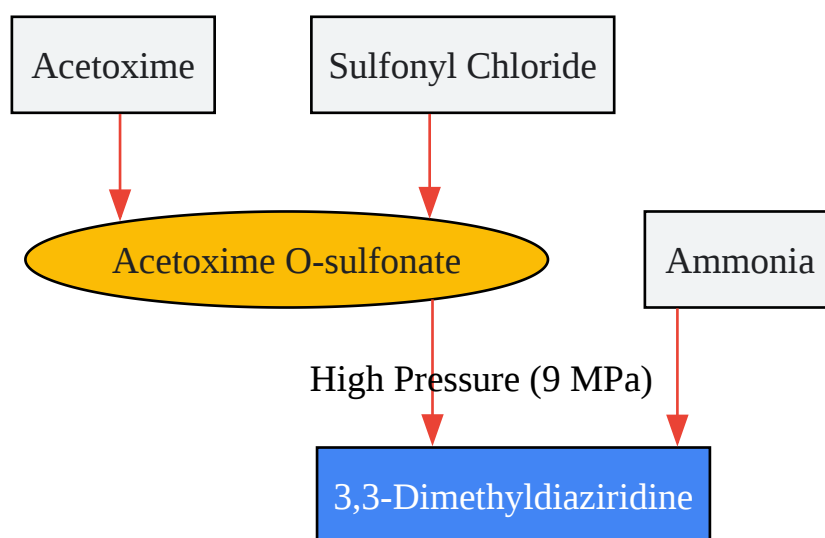 Acetoxime
Sulfonyl Chloride
Acetoxime O-sulfonate
Ammonia
High Pressure (9 MPa)
3,3-Dimethyldiaziridine